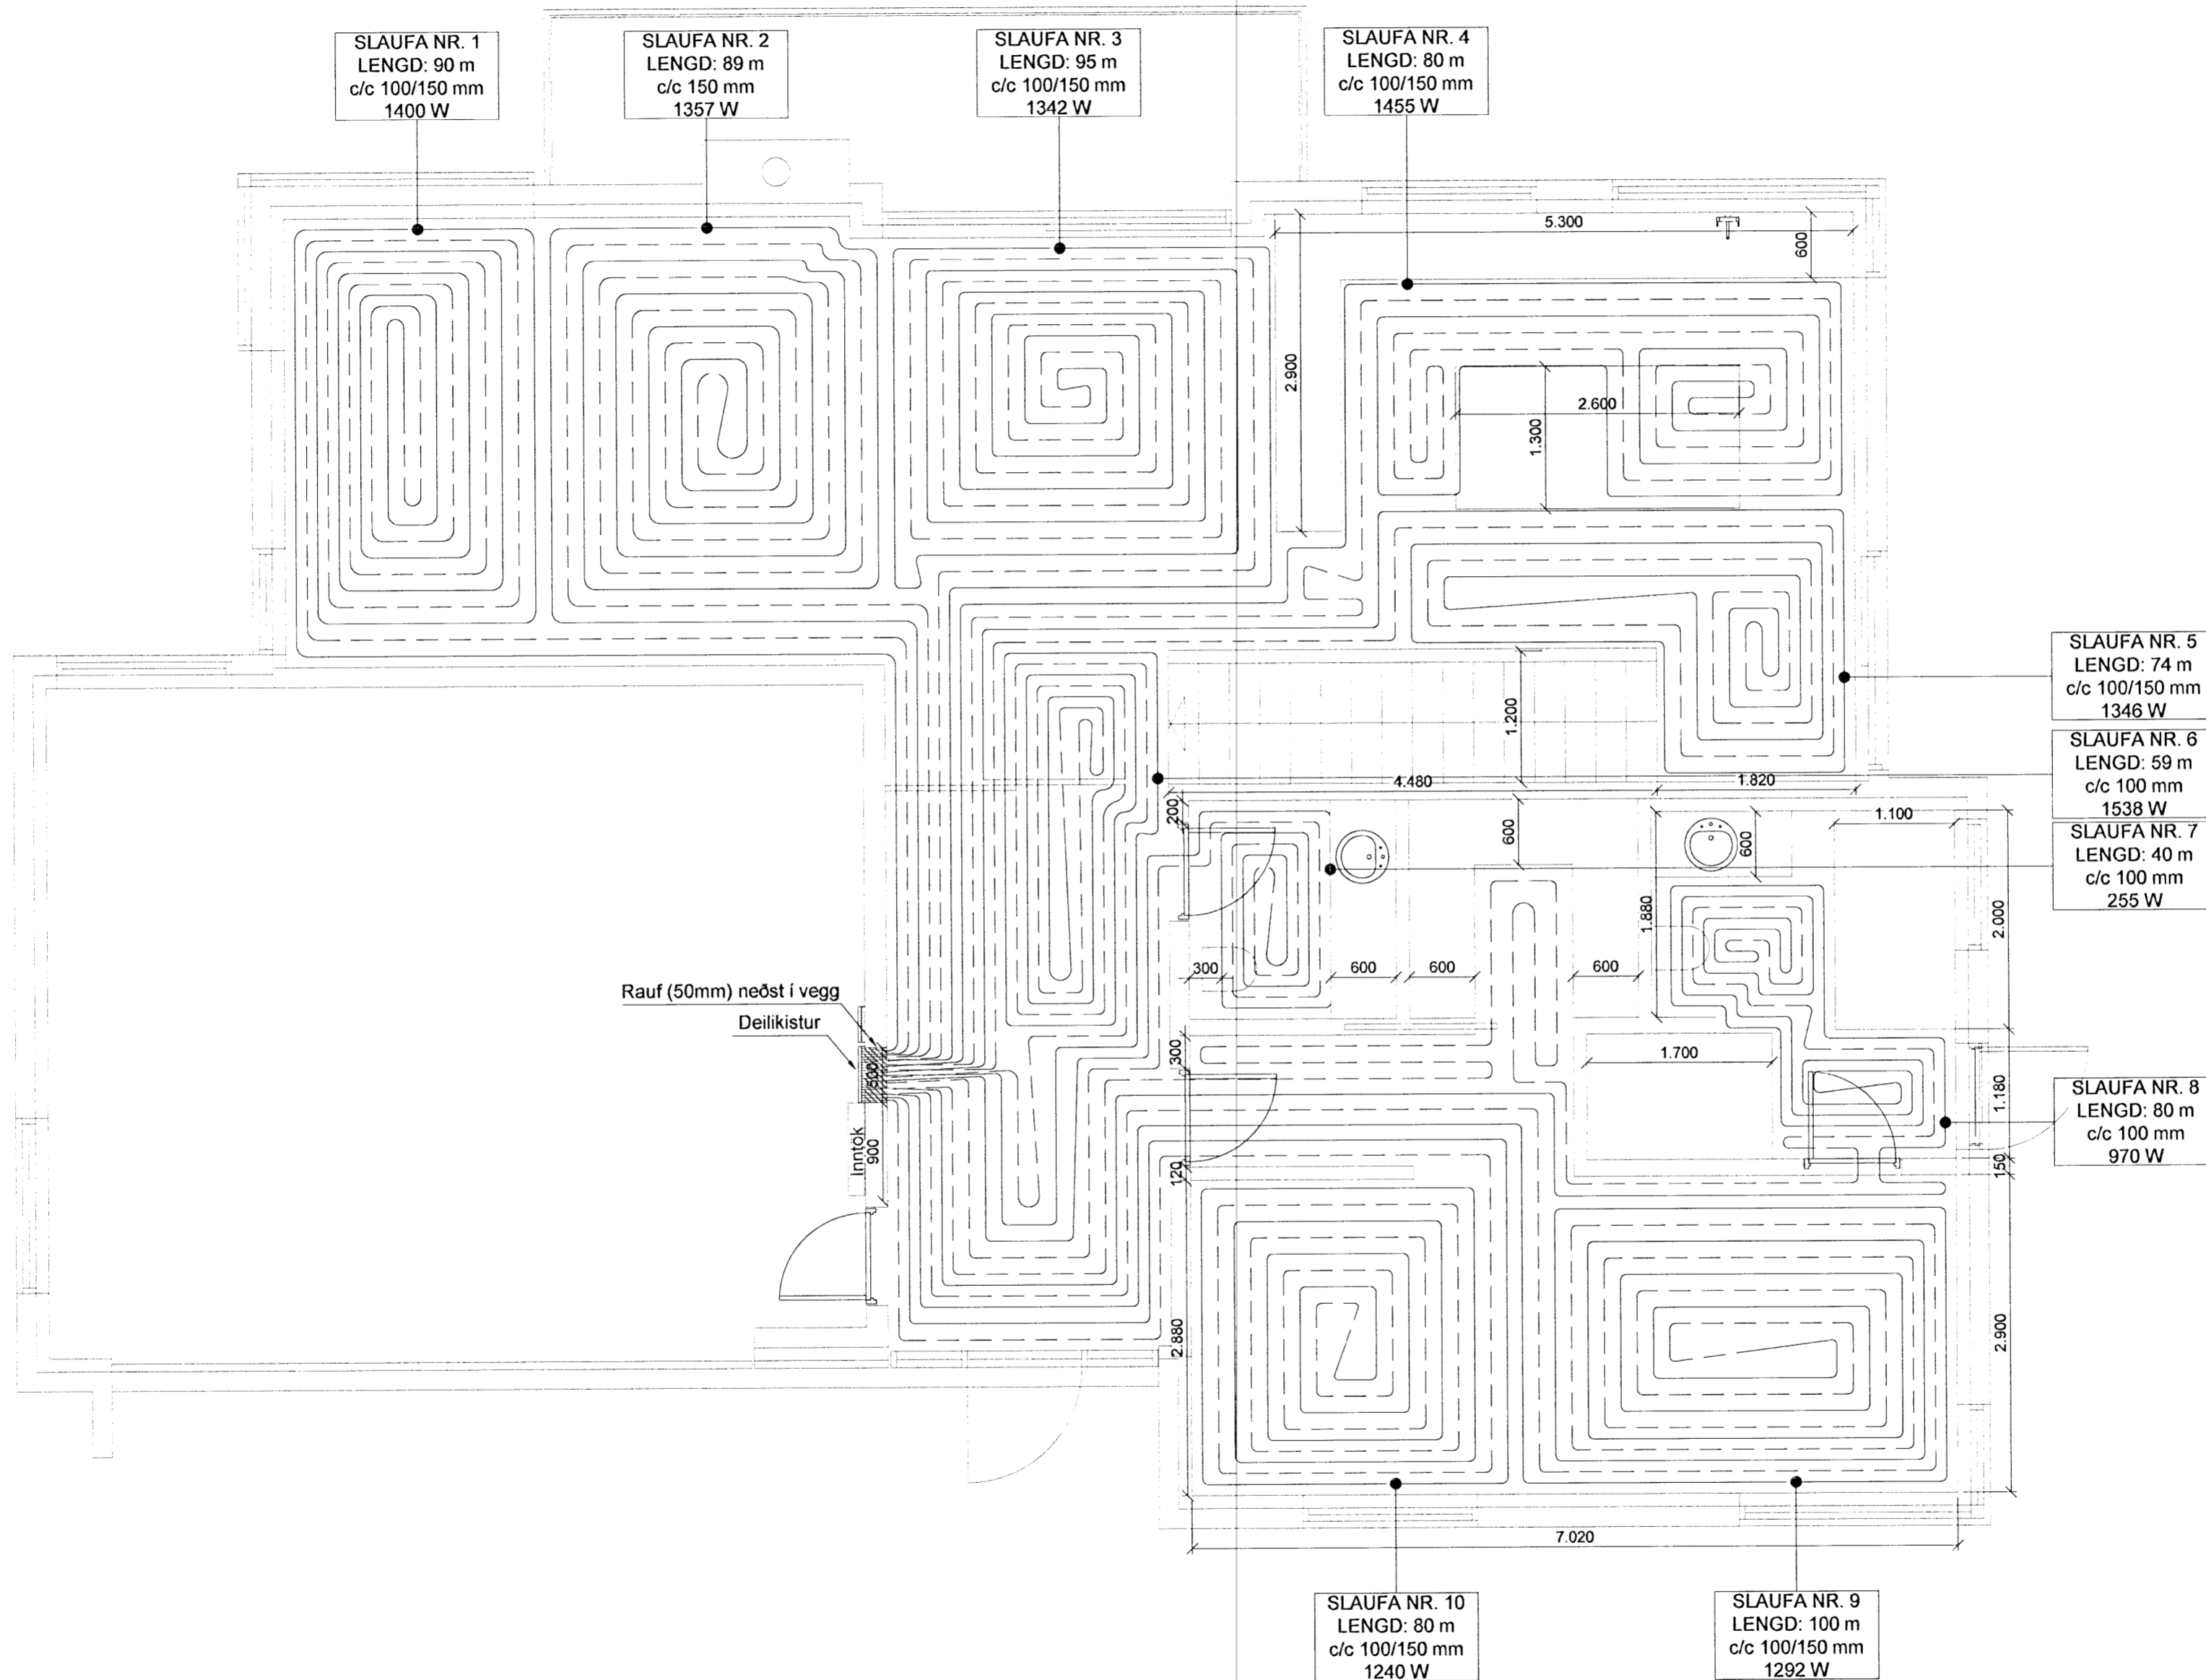 SLAUFA NR. 1
LENGD: 90 m
c/c 100/150 mm
1400 W
SLAUFA NR. 2
LENGD: 89 m
c/c 150 mm
1357 W
SLAUFA NR. 3
LENGD: 95 m
c/c 100/150 mm
1342 W
SLAUFA NR. 4
LENGD: 80 m
c/c 100/150 mm
1455 W
5.300
600
2.900
2.600
1.300
SLAUFA NR. 5
LENGD: 74 m
c/c 100/150 mm
1346 W
SLAUFA NR. 6
LENGD: 59 m
c/c 100 mm
1538 W
SLAUFA NR. 7
LENGD: 40 m
c/c 100 mm
255 W
1.200
4.480
1.820
200
600
600
1.100
1.880
2.000
300
600
600
600
Rauf (50mm) neðst í vegg
Deilikistur
500
300
1.700
1.180
SLAUFA NR. 8
LENGD: 80 m
c/c 100 mm
970 W
Inntök
900
120
150
2.880
2.900
7.020
SLAUFA NR. 10
LENGD: 80 m
c/c 100/150 mm
1240 W
SLAUFA NR. 9
LENGD: 100 m
c/c 100/150 mm
1292 W